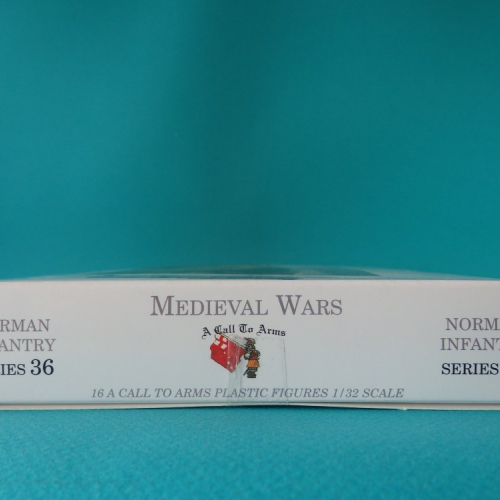 MEDIEVAL WARS
RMAN
ANTRY
IES 36
A Call To Arms
NORMA
INFANT
SERIES
16 A CALL TO ARMS PLASTIC FIGURES 1/32 SCALE